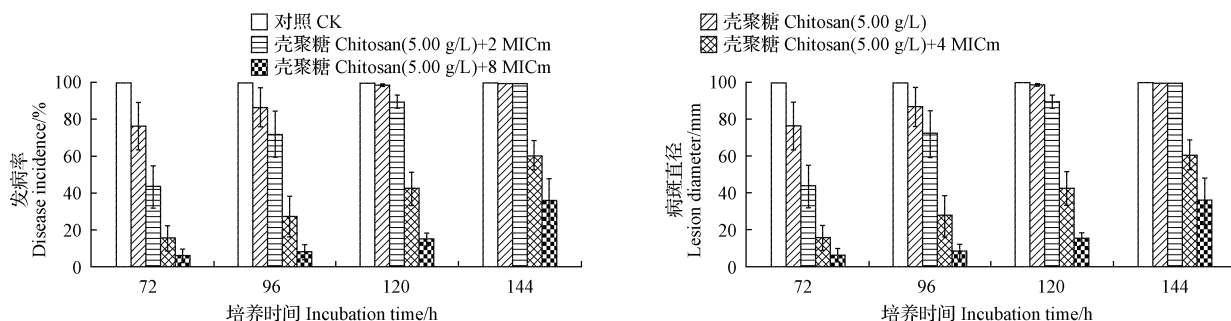 对照 CK
壳聚糖 Chitosan(5.00 g/L)+2 MICm
壳聚糖 Chitosan(5.00 g/L)+8 MICm
壳聚糖 Chitosan(5.00 g/L)
壳聚糖 Chitosan(5.00 g/L)+4 MICm
发病率
Disease incidence/%
100
80
60
40
20
0
72 96 120 144
培养时间 Incubation time/h
病斑直径
Lesion diameter/mm
100
80
60
40
20
0
72 96 120 144
培养时间 Incubation time/h